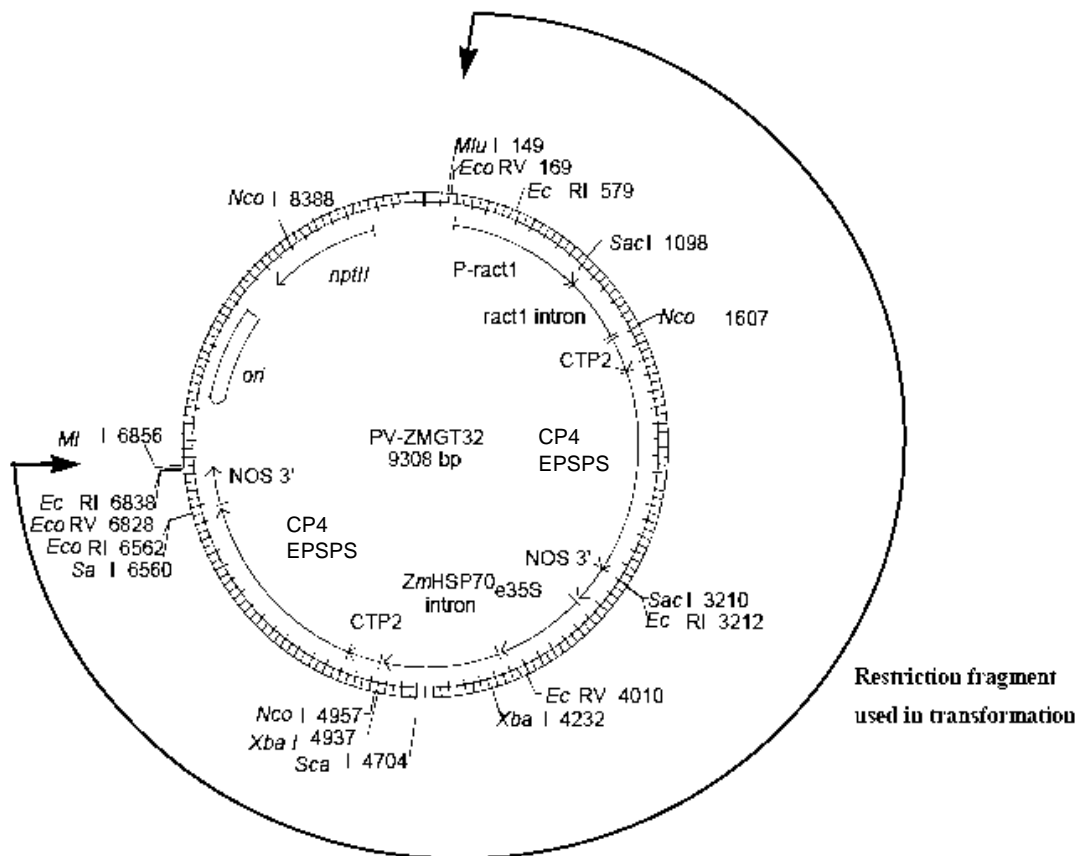 Mlu I 149
Eco RV 169
Ec RI 579
Nco I 8388
Sac I 1098
nptII
P-ract1
ract1 intron
Nco 1607
CTP2
ori
Ml I 6856
PV-ZMGT32
9308 bp
CP4
EPSPS
NOS 3'
Ec RI 6838
Eco RV 6828
Eco RI 6562
Sa I 6560
CP4
EPSPS
NOS 3'
ZmHSP70
intron
e35S
Sac I 3210
Ec RI 3212
CTP2
Ec RV 4010
Xba I 4232
Nco I 4957
Xba I 4937
Sca I 4704
Restriction fragment
used in transformation